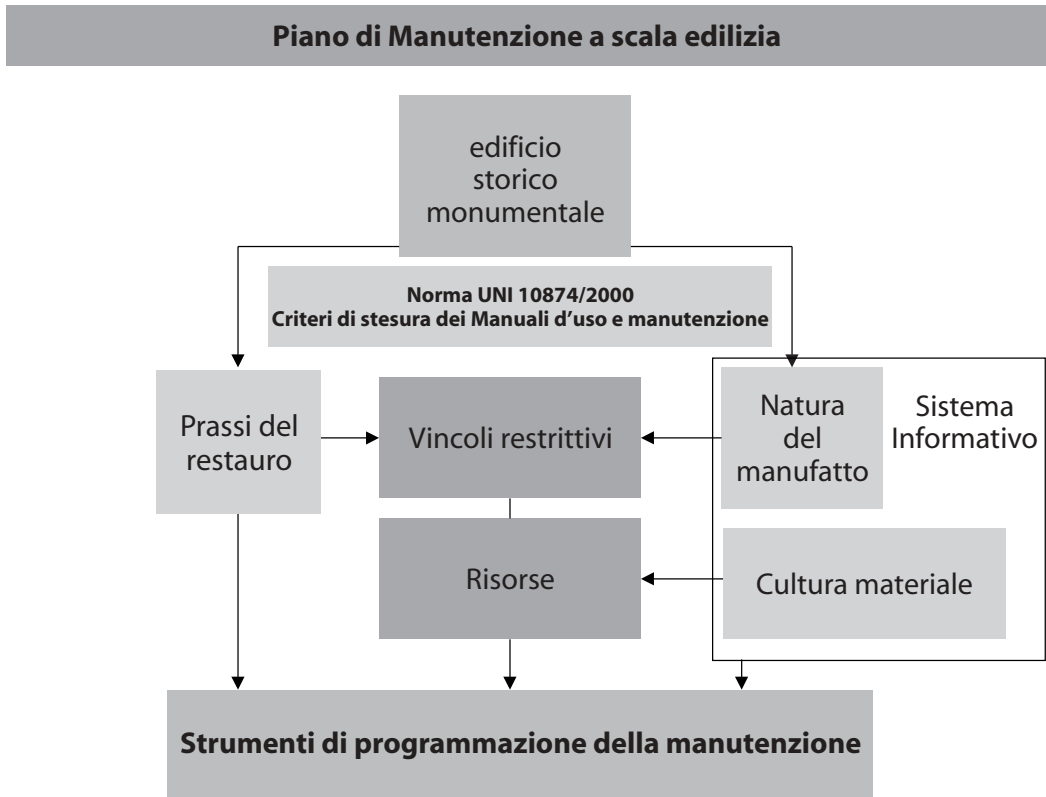 Piano di Manutenzione a scala edilizia
edificio
storico
monumentale
Norma UNI 10874/2000
Criteri di stesura dei Manuali d'uso e manutenzione
Prassi del
restauro
Vincoli restrittivi
Natura
del
manufatto
Sistema
Informativo
Risorse
Cultura materiale
Strumenti di programmazione della manutenzione